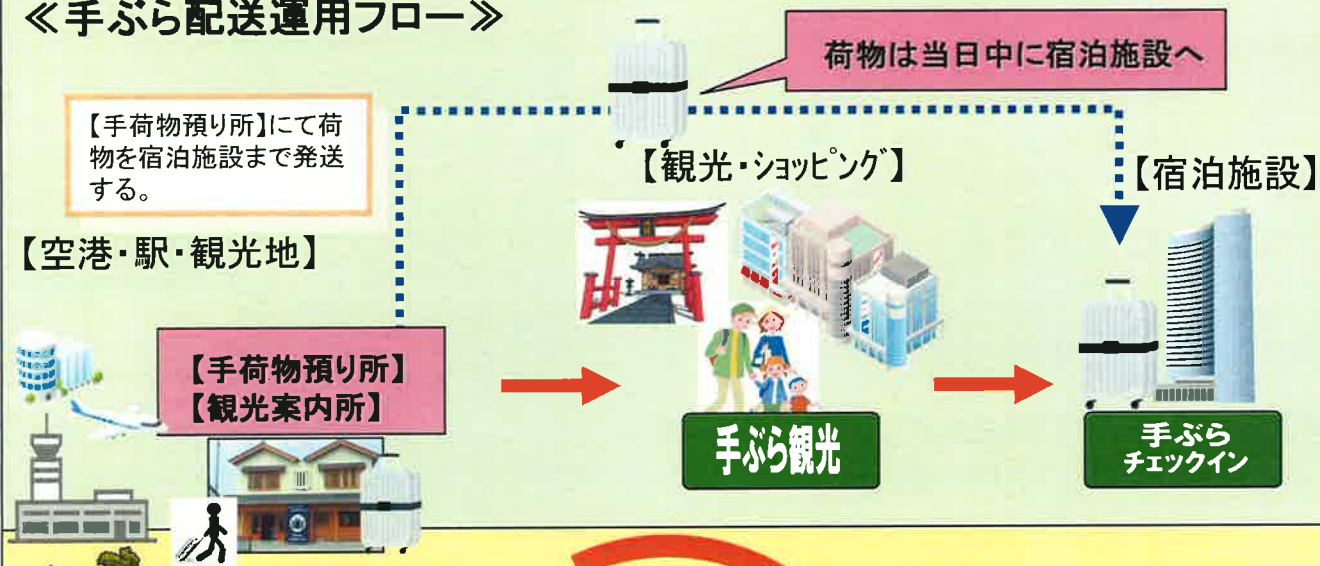 ≪手ぶら配送運用フロー≫
荷物は当日中に宿泊施設へ
【手荷物預り所】にて荷
物を宿泊施設まで発送
する。
【観光・ショッピング】
【宿泊施設】
【空港・駅・観光地】
【手荷物預り所】
【観光案内所】
手ぶら観光
手ぶら
チェックイン